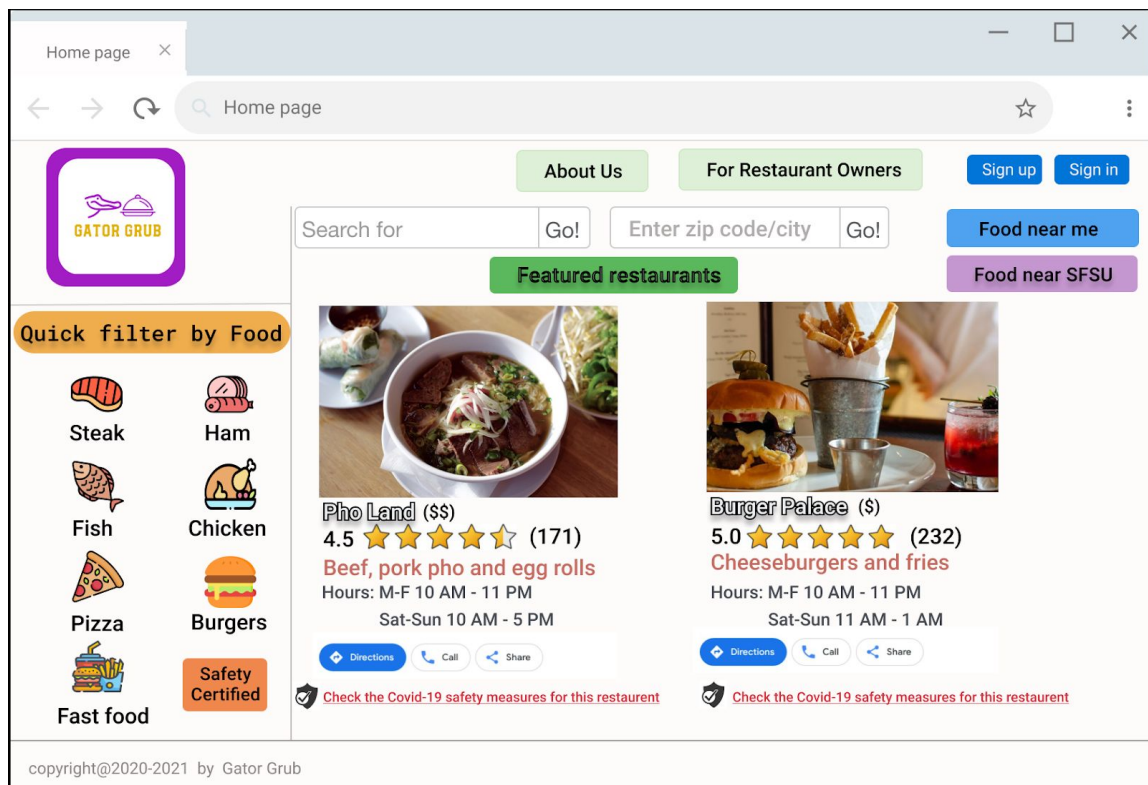 Home page
Home page
GATOR GRUB
About Us
For Restaurant Owners
Sign up
Sign in
Search for
Go!
Enter zip code/city
Go!
Food near me
Featured restaurants
Food near SFSU
Quick filter by Food
Steak
Ham
Fish
Chicken
Pizza
Burgers
Fast food
Safety
Certified
Pho Land ($$)
4.5 (171)
Beef, pork pho and egg rolls
Hours: M-F 10 AM - 11 PM
Sat-Sun 10 AM - 5 PM
Directions
Call
Share
Check the Covid-19 safety measures for this restaurent
Burger Palace ($)
5.0 (232)
Cheeseburgers and fries
Hours: M-F 10 AM - 11 PM
Sat-Sun 11 AM - 1 AM
Directions
Call
Share
Check the Covid-19 safety measures for this restaurent
copyright@2020-2021 by Gator Grub